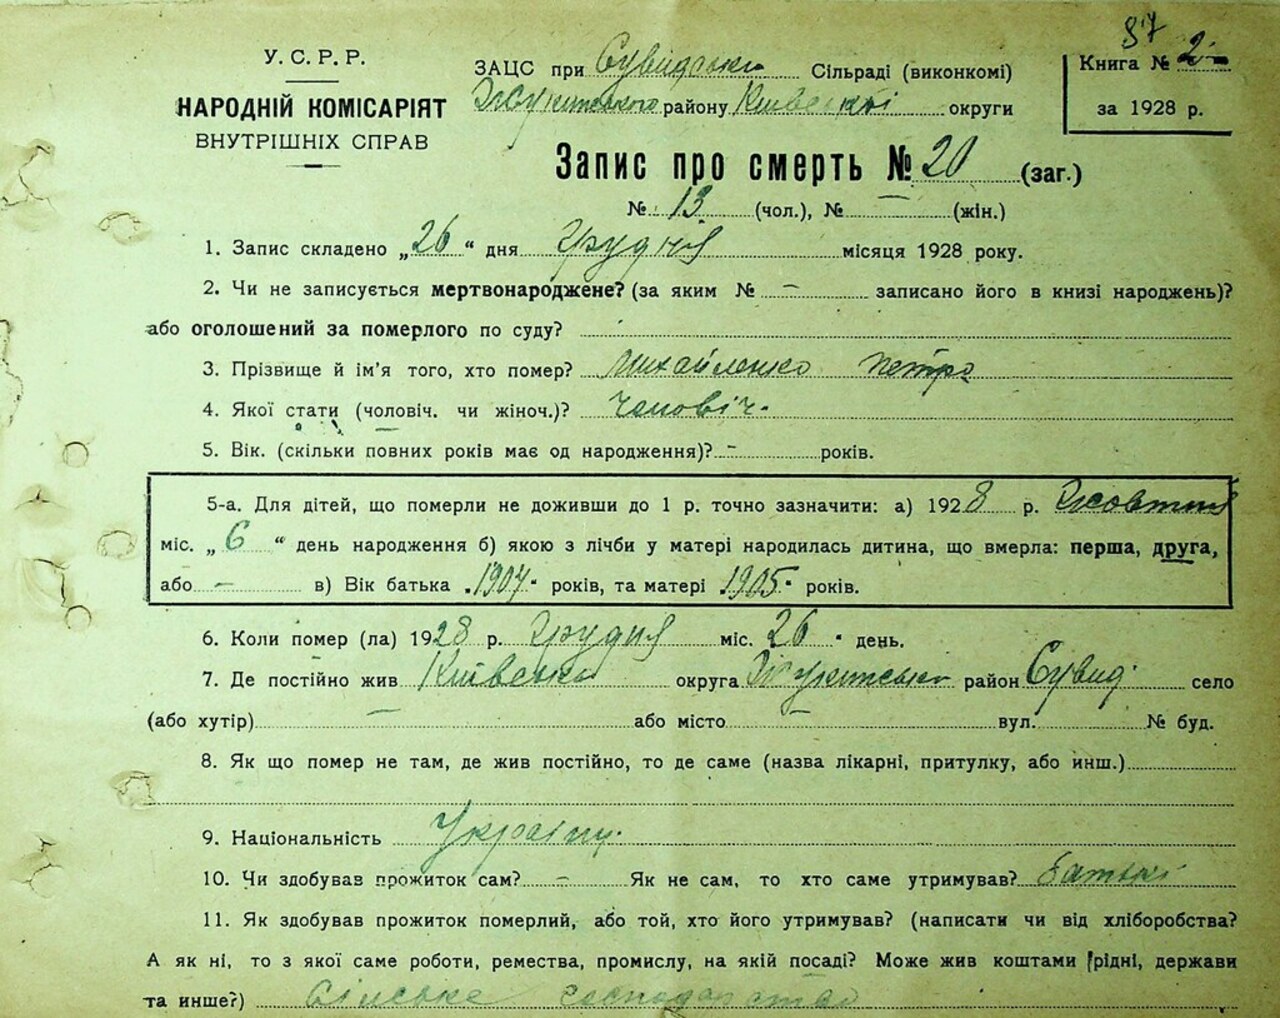 87
У. С. Р. Р.
НАРОДНІЙ КОМІСАРІЯТ
ВНУТРІШНІХ СПРАВ
ЗАЦС при Сувидській Сільраді (виконкомі)
Жукинського району Київської округи
Книга № 2
за 1928 р.
Запис про смерть № 20 (заг.)
№ 13 (чол.), № — (жін.)
1. Запис складено „26“ дня Грудня місяця 1928 року.
2. Чи не записується мертвонароджене? (за яким № — записано його в книзі народжень)?
або оголошений за померлого по суду?
3. Прізвище й ім’я того, хто помер? Михайленко Петро
4. Якої стати (чоловіч. чи жіноч.)? Чоловіч.
5. Вік. (скільки повних років має од народження)? — років.
5-а. Для дітей, що померли не доживши до 1 р. точно зазначити: а) 1928 р. Жовтня
міс. „6“ день народження б) якою з лічби у матері народилась дитина, що вмерла: перша, друга,
або — в) Вік батька 1904 років, та матері 1905 років.
6. Коли помер (ла) 1928 р. Грудня міс. 26 день.
7. Де постійно жив Київська округа Жукинський район Сувид. село
(або хутір) — або місто — вул. № буд.
8. Як що помер не там, де жив постійно, то де саме (назва лікарні, притулку, або инш.)
9. Національність Україн.
10. Чи здобував прожиток сам? — Як не сам, то хто саме утримував? батькі
11. Як здобував прожиток померлий, або той, хто його утримував? (написати чи від хліборобства?
А як ні, то з якої саме роботи, ремества, промислу, на якій посаді? Може жив коштами рідні, держави
та инше?) Сільське господарство